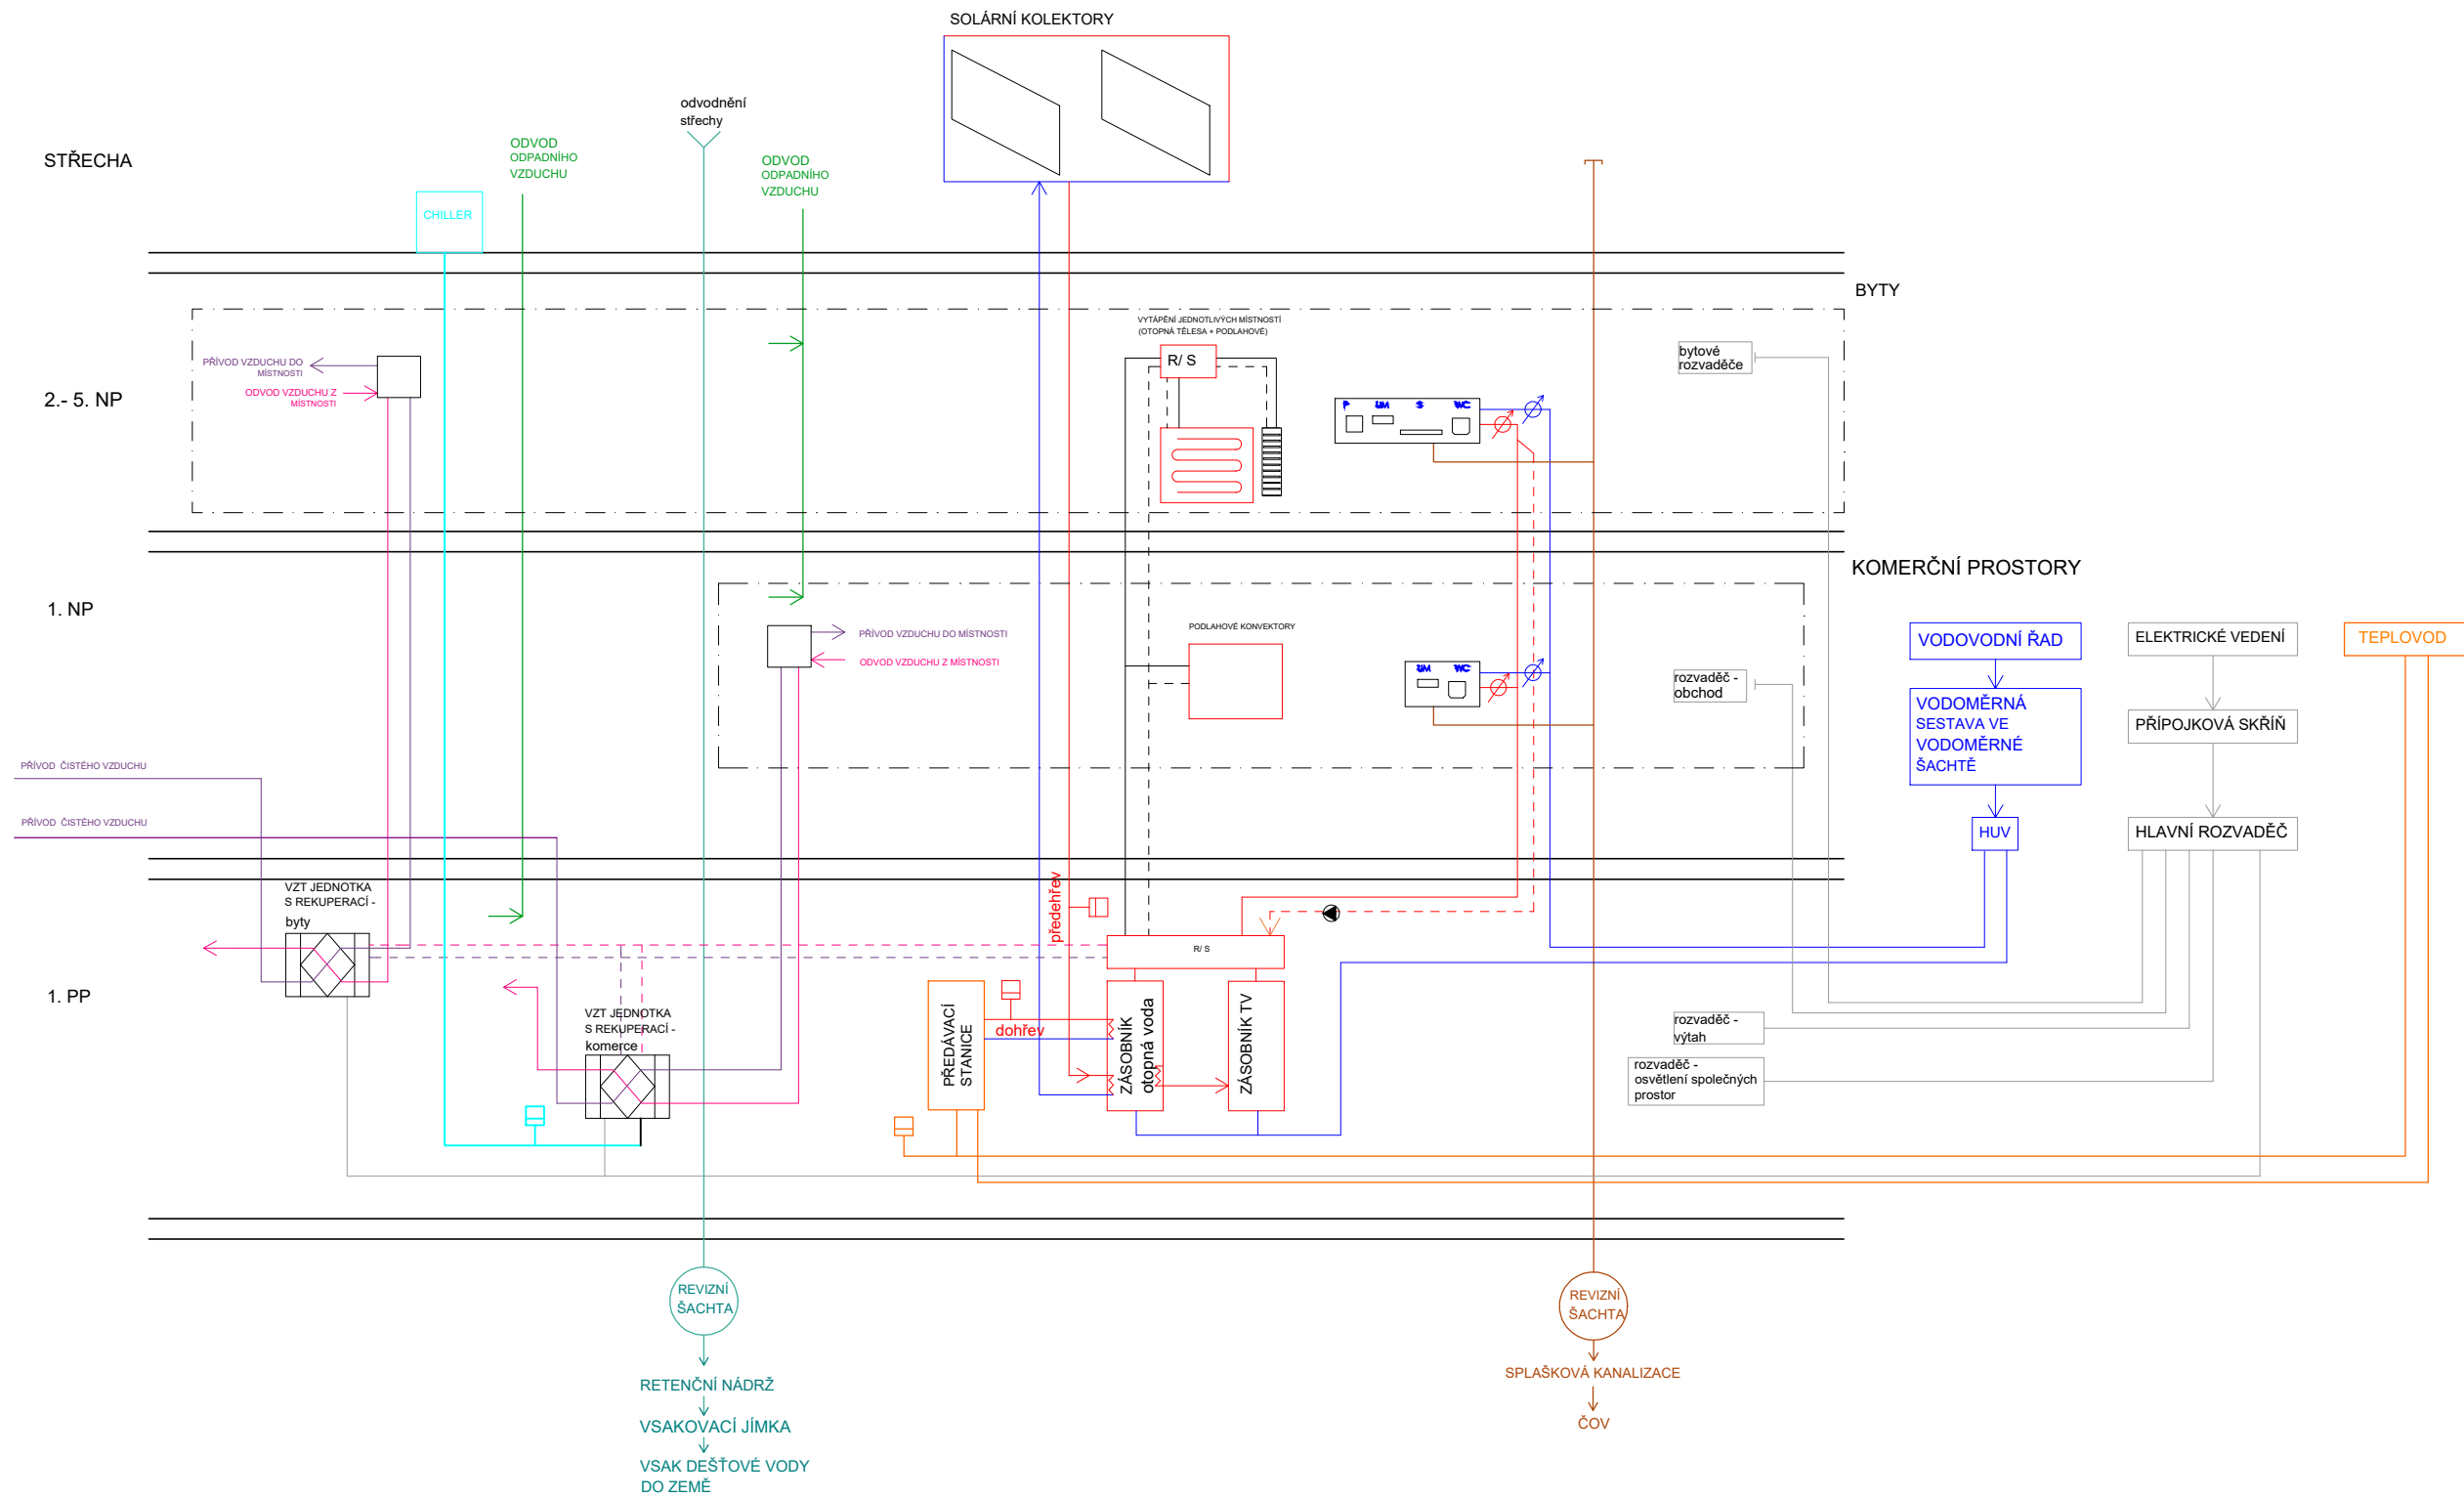 SOLÁRNÍ KOLEKTORY
odvodnění
střechy
STŘECHA
ODVOD
ODPADNÍHO
VZDUCHU
ODVOD
ODPADNÍHO
VZDUCHU
CHILLER
BYTY
VYTÁPĚNÍ JEDNOTLIVÝCH MÍSTNOSTÍ
(OTOPNÁ TĚLESA + PODLAHOVÉ)
R/ S
bytové
rozvaděče
PŘÍVOD VZDUCHU DO
MÍSTNOSTI
ODVOD VZDUCHU Z
MÍSTNOSTI
2.- 5. NP
P UM S WC
KOMERČNÍ PROSTORY
1. NP
PŘÍVOD VZDUCHU DO MÍSTNOSTI
ODVOD VZDUCHU Z MÍSTNOSTI
PODLAHOVÉ KONVEKTORY
UM WC
rozvaděč -
obchod
VODOVODNÍ ŘAD
ELEKTRICKÉ VEDENÍ
TEPLOVOD
VODOMĚRNÁ
SESTAVA VE
VODOMĚRNÉ
ŠACHTĚ
PŘÍPOJKOVÁ SKŘÍŇ
PŘÍVOD ČISTÉHO VZDUCHU
PŘÍVOD ČISTÉHO VZDUCHU
HUV
HLAVNÍ ROZVADĚČ
VZT JEDNOTKA
S REKUPERACÍ -
byty
předehřev
R/ S
1. PP
VZT JEDNOTKA
S REKUPERACÍ -
komerce
PŘEDÁVACÍ
STANICE
dohřev
ZÁSOBNÍK
otopná voda
ZÁSOBNÍK TV
rozvaděč -
výtah
rozvaděč -
osvětlení společných
prostor
REVIZNÍ
ŠACHTA
REVIZNÍ
ŠACHTA
RETENČNÍ NÁDRŽ
VSAKOVACÍ JÍMKA
VSAK DEŠŤOVÉ VODY
DO ZEMĚ
SPLAŠKOVÁ KANALIZACE
ČOV